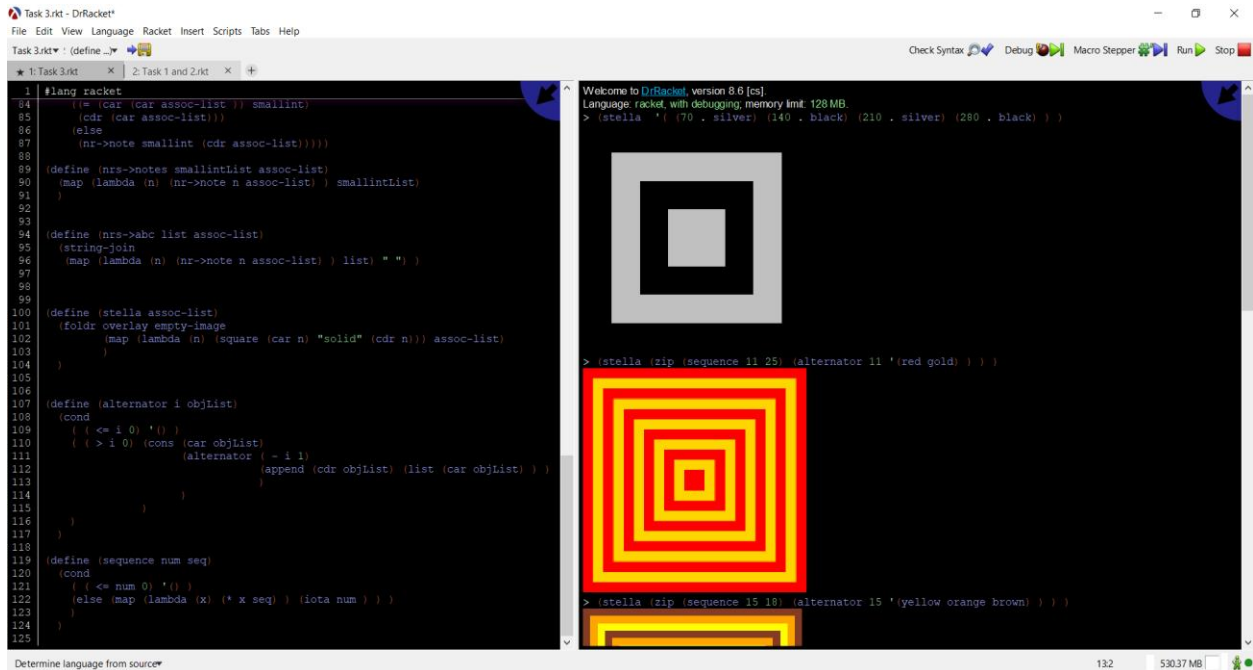 Task 3.rkt - DrRacket*
File Edit View Language Racket Insert Scripts Tabs Help
Task 3.rkt▾ : (define ...)▾
Check Syntax Debug Macro Stepper Run Stop
★ 1: Task 3.rkt × 2: Task 1 and 2.rkt × +
1 #lang racket
84 ((= (car (car assoc-list )) smallint)
85 (cdr (car assoc-list)))
86 (else
87 (nr->note smallint (cdr assoc-list)))))
88
89 (define (nrs->notes smallintList assoc-list)
90 (map (lambda (n) (nr->note n assoc-list) ) smallintList)
91 )
92
93
94 (define (nrs->abc list assoc-list)
95 (string-join
96 (map (lambda (n) (nr->note n assoc-list) ) list) " ") )
97
98
99
100 (define (stella assoc-list)
101 (foldr overlay empty-image
102 (map (lambda (n) (square (car n) "solid" (cdr n))) assoc-list)
103 )
104 )
105
106
107 (define (alternator i objList)
108 (cond
109 ( ( <= i 0) '() )
110 ( ( > i 0) (cons (car objList)
111 (alternator ( - i 1)
112 (append (cdr objList) (list (car objList) ) )
113 )
114 )
115 )
116 )
117 )
118
119 (define (sequence num seq)
120 (cond
121 ( ( <= num 0) '() )
122 (else (map (lambda (x) (* x seq) ) (iota num ) ) )
123 )
124 )
125
Welcome to DrRacket, version 8.6 [cs].
Language: racket, with debugging; memory limit: 128 MB.
> (stella '( (70 . silver) (140 . black) (210 . silver) (280 . black) ) )
> (stella (zip (sequence 11 25) (alternator 11 '(red gold) ) ) )
> (stella (zip (sequence 15 18) (alternator 15 '(yellow orange brown) ) ) )
Determine language from source▾
13:2 530.37 MB